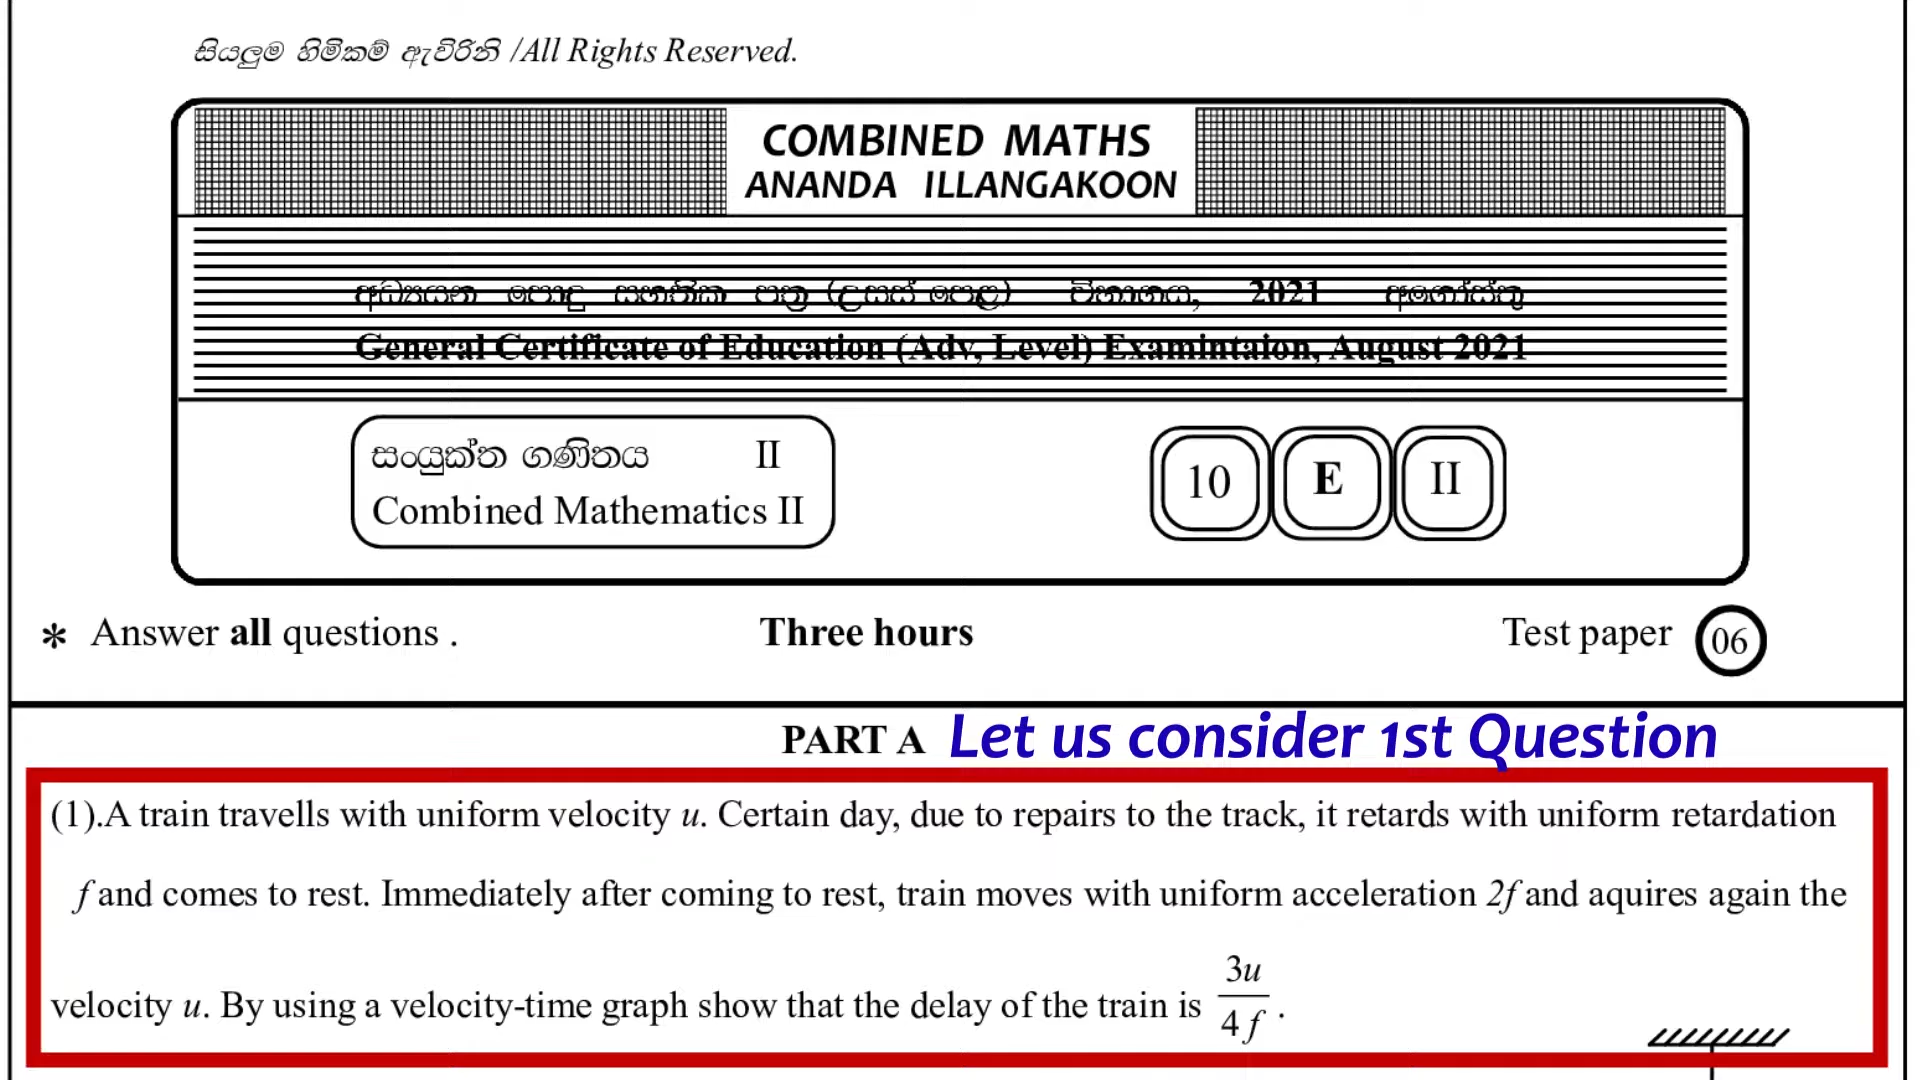 සියලුම හිමිකම් ඇවිරිනි /All Rights Reserved.
COMBINED MATHS
ANANDA ILLANGAKOON
අධ්‍යයන පොදු සහතික පත්‍ර (උසස් පෙළ) විභාගය, 2021 අගෝස්තු
General Certificate of Education (Adv, Level) Examintaion, August 2021
සංයුක්ත ගණිතය II
Combined Mathematics II
10 E II
* Answer all questions . Three hours Test paper 06
PART A Let us consider 1st Question
(1).A train travells with uniform velocity u. Certain day, due to repairs to the track, it retards with uniform retardation
f and comes to rest. Immediately after coming to rest, train moves with uniform acceleration 2f and aquires again the
velocity u. By using a velocity-time graph show that the delay of the train is 3u/4f .